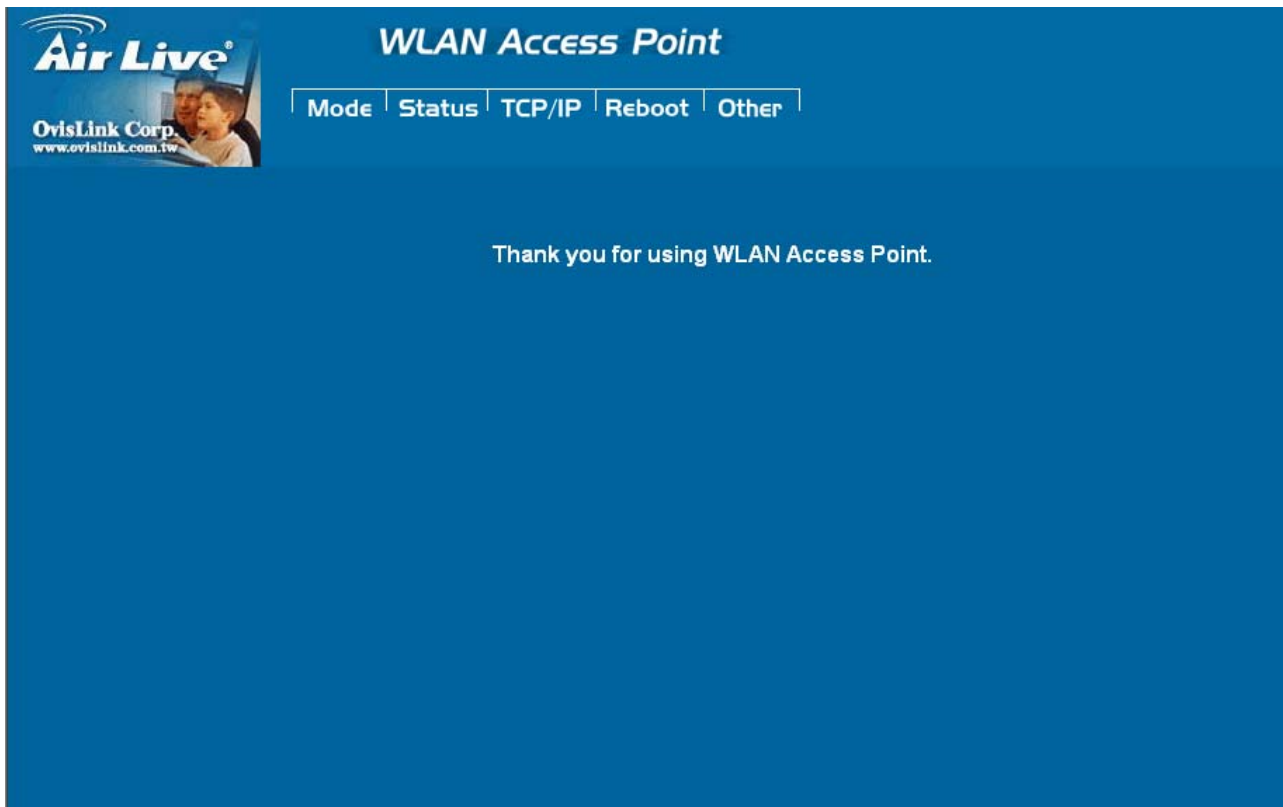 Air Live®
OvisLink Corp.
www.ovislink.com.tw
WLAN Access Point
Mode Status TCP/IP Reboot Other
Thank you for using WLAN Access Point.